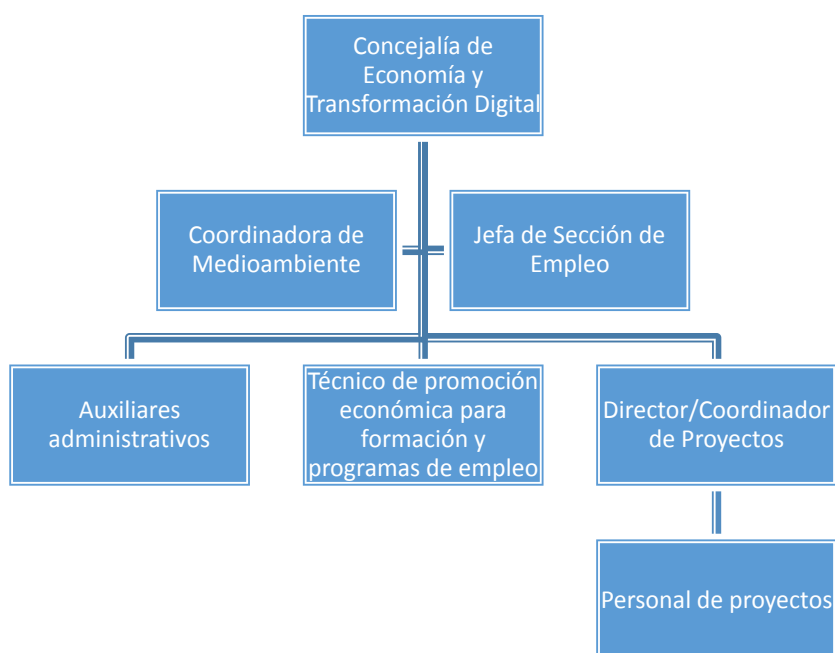 Concejalía de
Economía y
Transformación Digital
Coordinadora de
Medioambiente
Jefa de Sección de
Empleo
Auxiliares
administrativos
Técnico de promoción
económica para
formación y
programas de empleo
Director/Coordinador
de Proyectos
Personal de proyectos